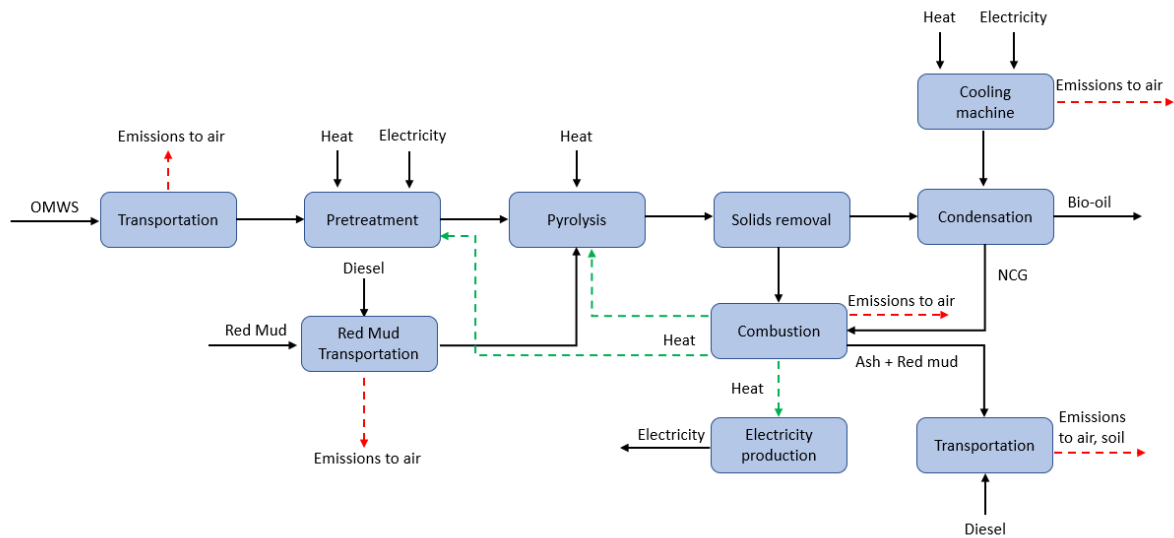 Heat
Electricity
Cooling
machine
Emissions to air
Emissions to air
Heat
Electricity
Heat
OMWS
Transportation
Pretreatment
Pyrolysis
Solids removal
Condensation
Bio-oil
Diesel
NCG
Red Mud
Red Mud
Transportation
Emissions to air
Combustion
Heat
Ash + Red mud
Heat
Emissions to air
Electricity
Electricity
production
Transportation
Emissions
to air, soil
Diesel